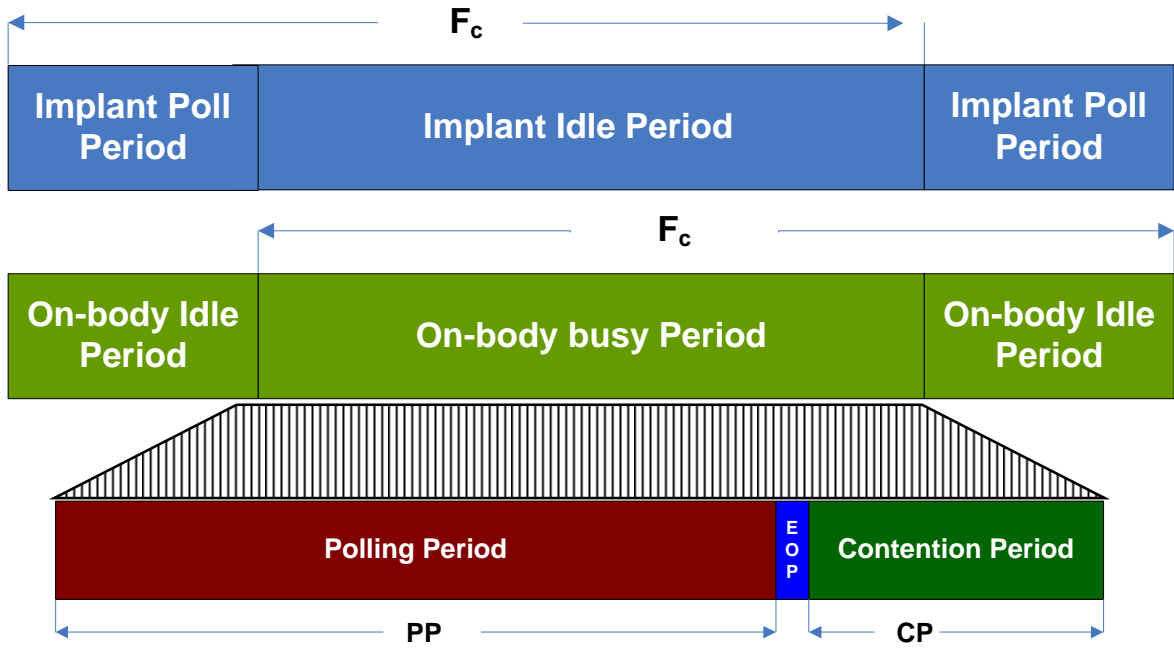 Fc
Implant Poll
Period
Implant Idle Period
Implant Poll
Period
Fc
On-body Idle
Period
On-body busy Period
On-body Idle
Period
Polling Period
E
O
P
Contention Period
PP
CP